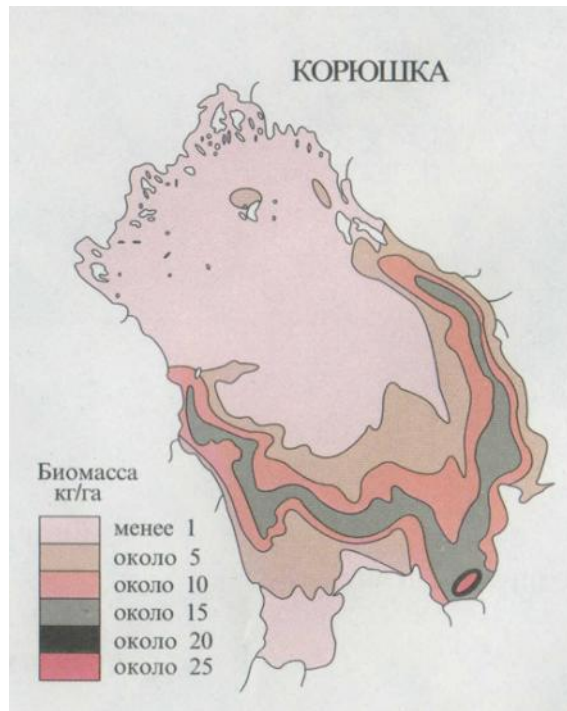 КОРЮШКА
Биомасса
кг/га
менее 1
около 5
около 10
около 15
около 20
около 25